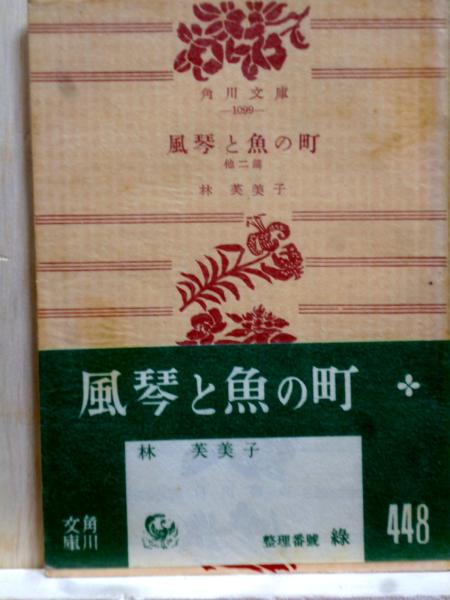 角川文庫
—1099—
風琴と魚の町
他二篇
林 芙美子
風琴と魚の町
林 芙美子
角川文庫
整理番號 綠
448